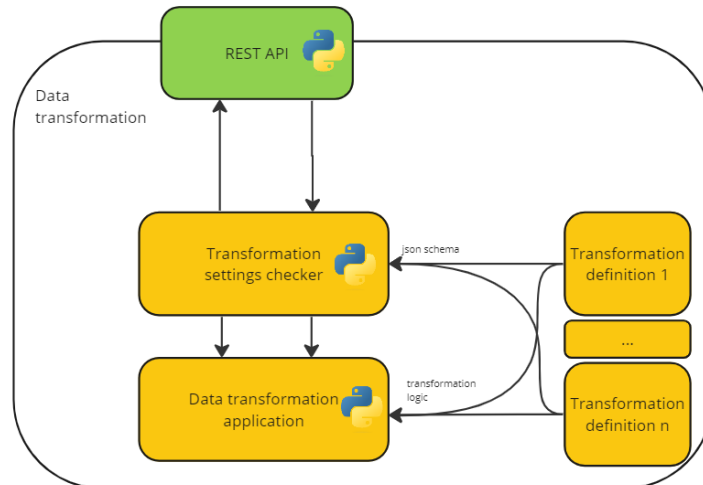 REST API
Data
transformation
Transformation
settings checker
json schema
Transformation
definition 1
...
Data transformation
application
transformation
logic
Transformation
definition n